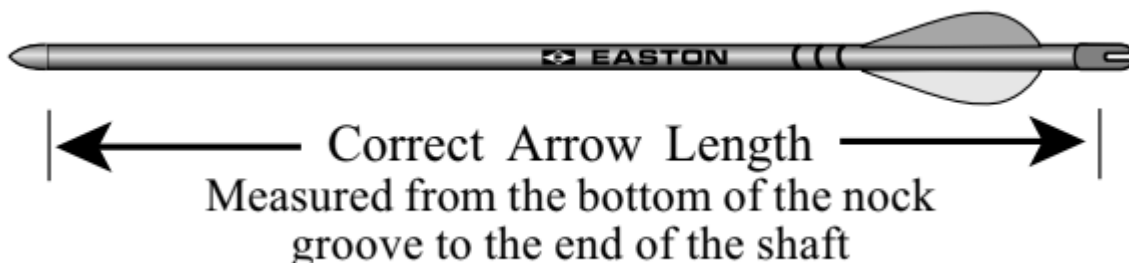 EASTON
Correct Arrow Length
Measured from the bottom of the nock
groove to the end of the shaft